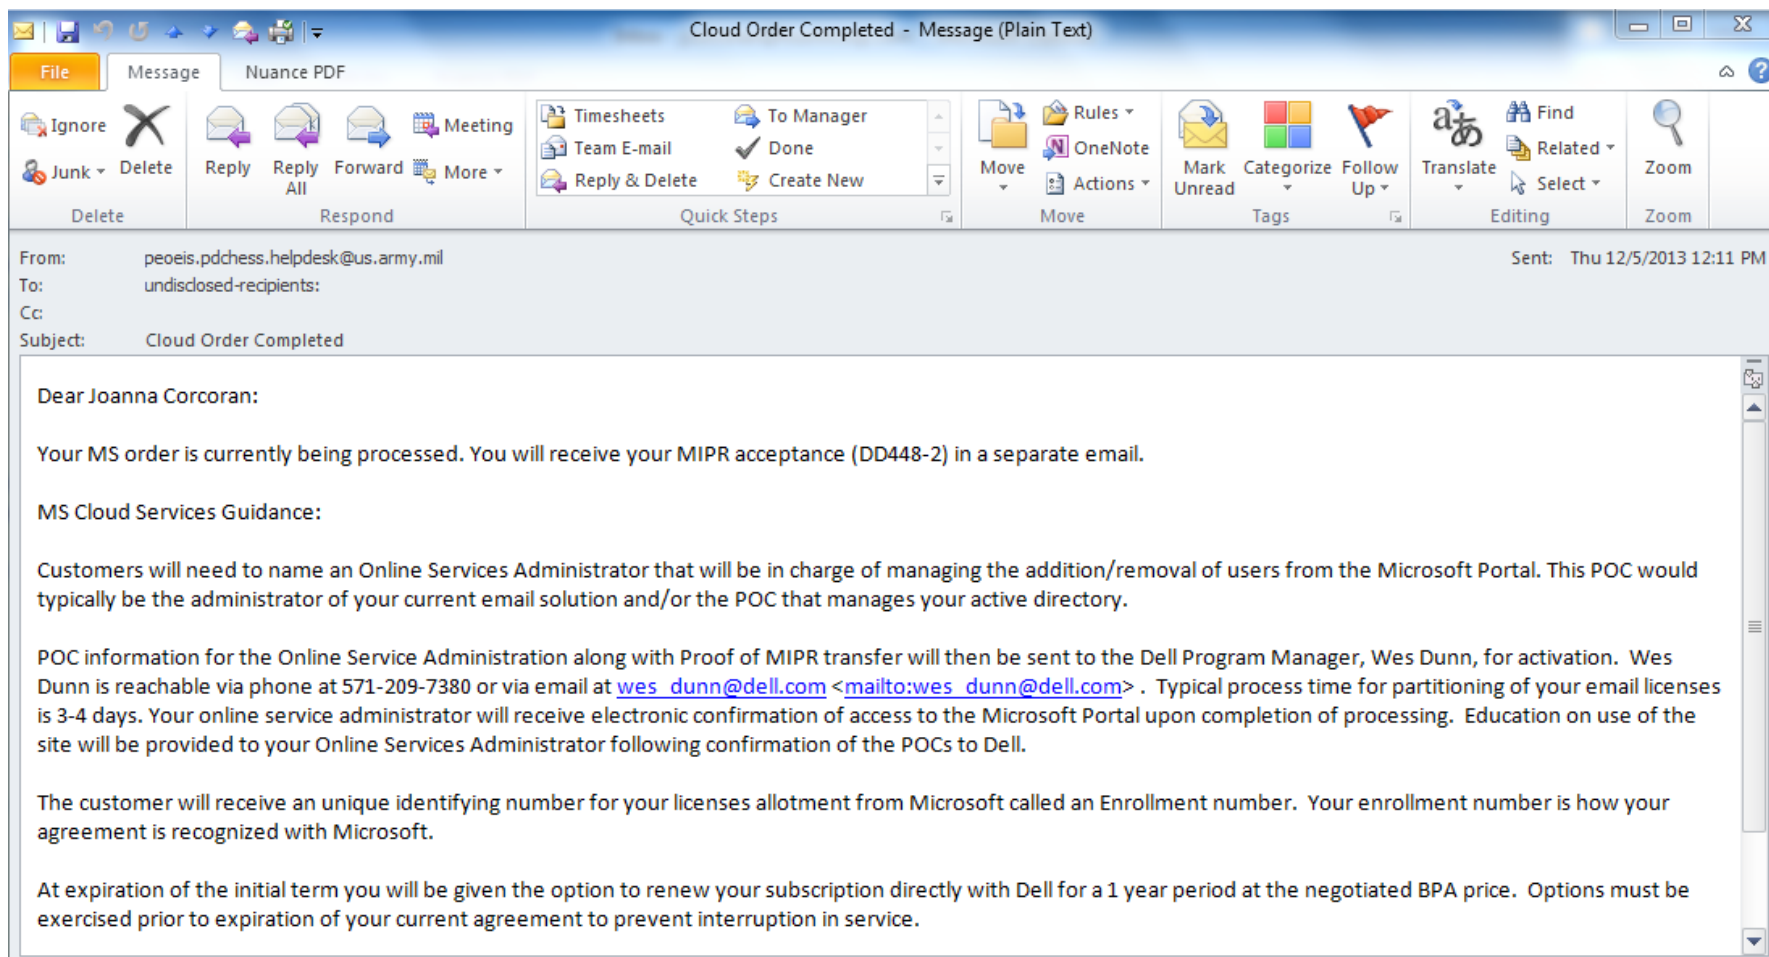 Cloud Order Completed - Message (Plain Text)
File Message Nuance PDF
Ignore
Junk
Delete
Delete
Reply
Reply All
Forward
Meeting
More
Respond
Timesheets
Team E-mail
Reply & Delete
To Manager
Done
Create New
Quick Steps
Move
Rules
OneNote
Actions
Move
Mark Unread
Categorize
Follow Up
Tags
Translate
Find
Related
Select
Editing
Zoom
Zoom
From: peoeis.pdchess.helpdesk@us.army.mil Sent: Thu 12/5/2013 12:11 PM
To: undisclosed-recipients:
Cc:
Subject: Cloud Order Completed
Dear Joanna Corcoran:
Your MS order is currently being processed. You will receive your MIPR acceptance (DD448-2) in a separate email.
MS Cloud Services Guidance:
Customers will need to name an Online Services Administrator that will be in charge of managing the addition/removal of users from the Microsoft Portal. This POC would
typically be the administrator of your current email solution and/or the POC that manages your active directory.
POC information for the Online Service Administration along with Proof of MIPR transfer will then be sent to the Dell Program Manager, Wes Dunn, for activation.  Wes
Dunn is reachable via phone at 571-209-7380 or via email at wes_dunn@dell.com <mailto:wes_dunn@dell.com> .  Typical process time for partitioning of your email licenses
is 3-4 days. Your online service administrator will receive electronic confirmation of access to the Microsoft Portal upon completion of processing.  Education on use of the
site will be provided to your Online Services Administrator following confirmation of the POCs to Dell.
The customer will receive an unique identifying number for your licenses allotment from Microsoft called an Enrollment number.  Your enrollment number is how your
agreement is recognized with Microsoft.
At expiration of the initial term you will be given the option to renew your subscription directly with Dell for a 1 year period at the negotiated BPA price.  Options must be
exercised prior to expiration of your current agreement to prevent interruption in service.